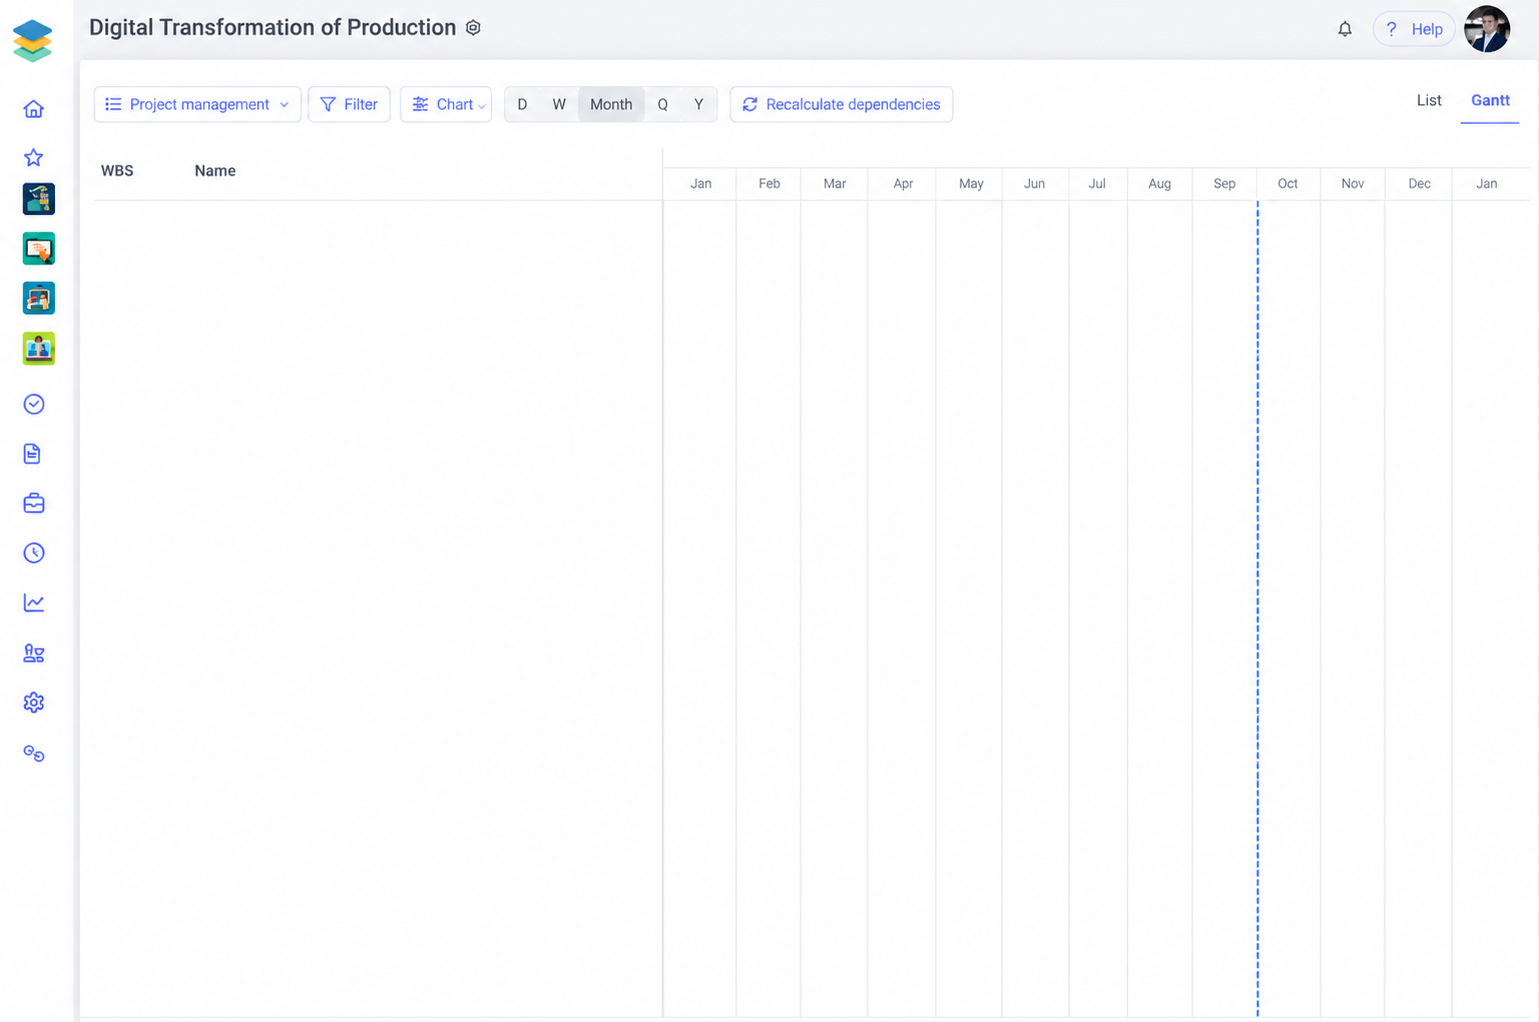 Digital Transformation of Production
? Help
Project management
Filter
Chart
D W Month Q Y
Recalculate dependencies
List Gantt
WBS Name
Jan Feb Mar Apr May Jun Jul Aug Sep Oct Nov Dec Jan